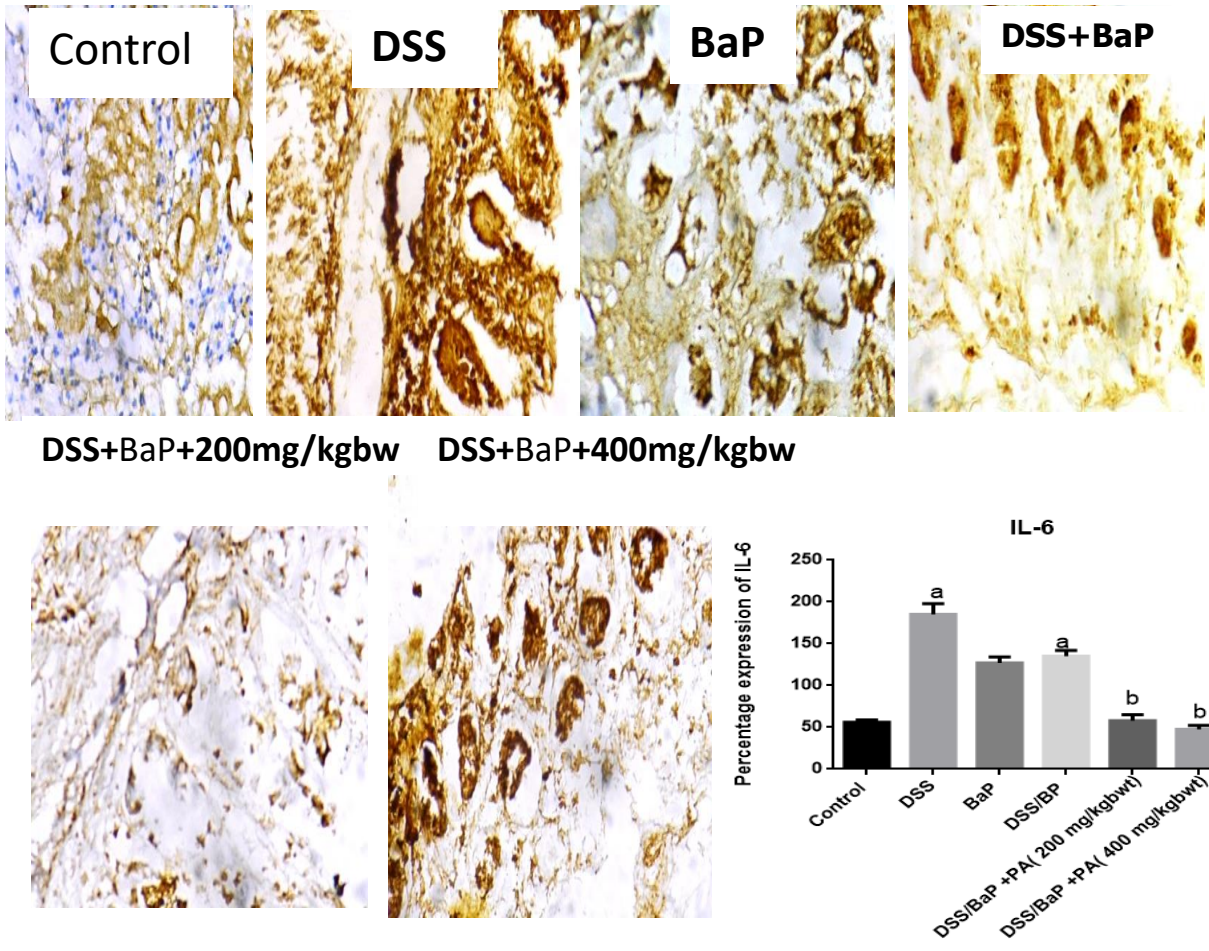 Control
DSS
BaP
DSS+BaP
DSS+BaP+200mg/kgbw
DSS+BaP+400mg/kgbw
IL-6
Percentage expression of IL-6
250
200
150
100
50
0
a
a
b
b
Control
DSS
BaP
DSS/BP
DSS/BaP +PA( 200 mg/kgbwt)
DSS/BaP +PA( 400 mg/kgbwt)